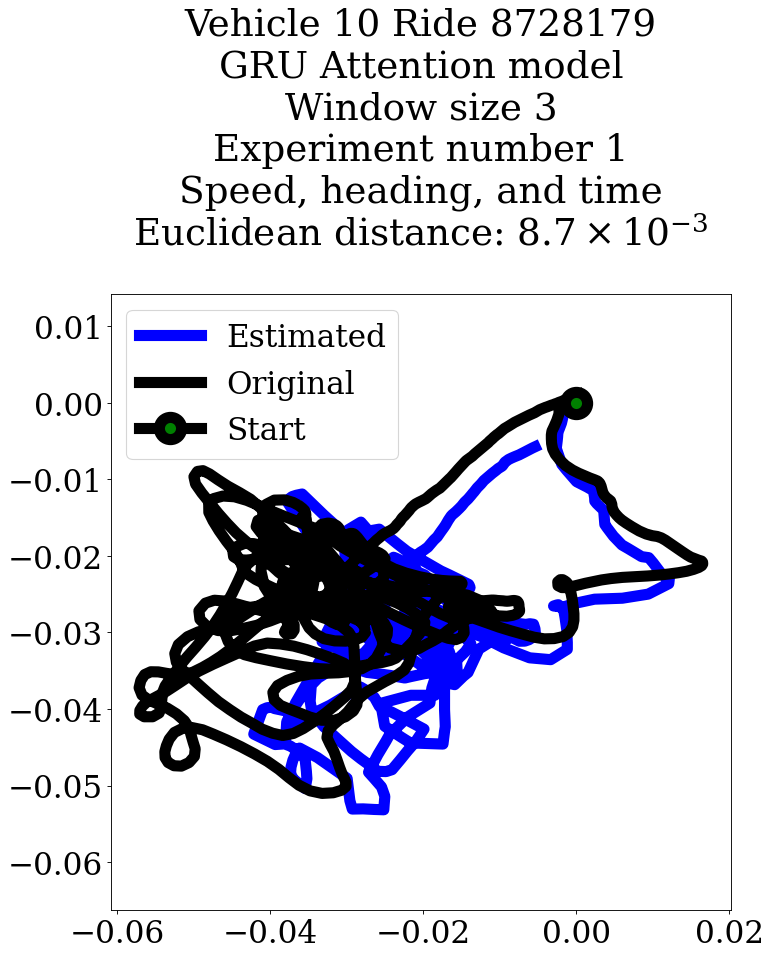 Vehicle 10 Ride 8728179
GRU Attention model
Window size 3
Experiment number 1
Speed, heading, and time
Euclidean distance: 8.7 × 10⁻³
Estimated
Original
Start
0.01
0.00
−0.01
−0.02
−0.03
−0.04
−0.05
−0.06
−0.06 −0.04 −0.02 0.00 0.02